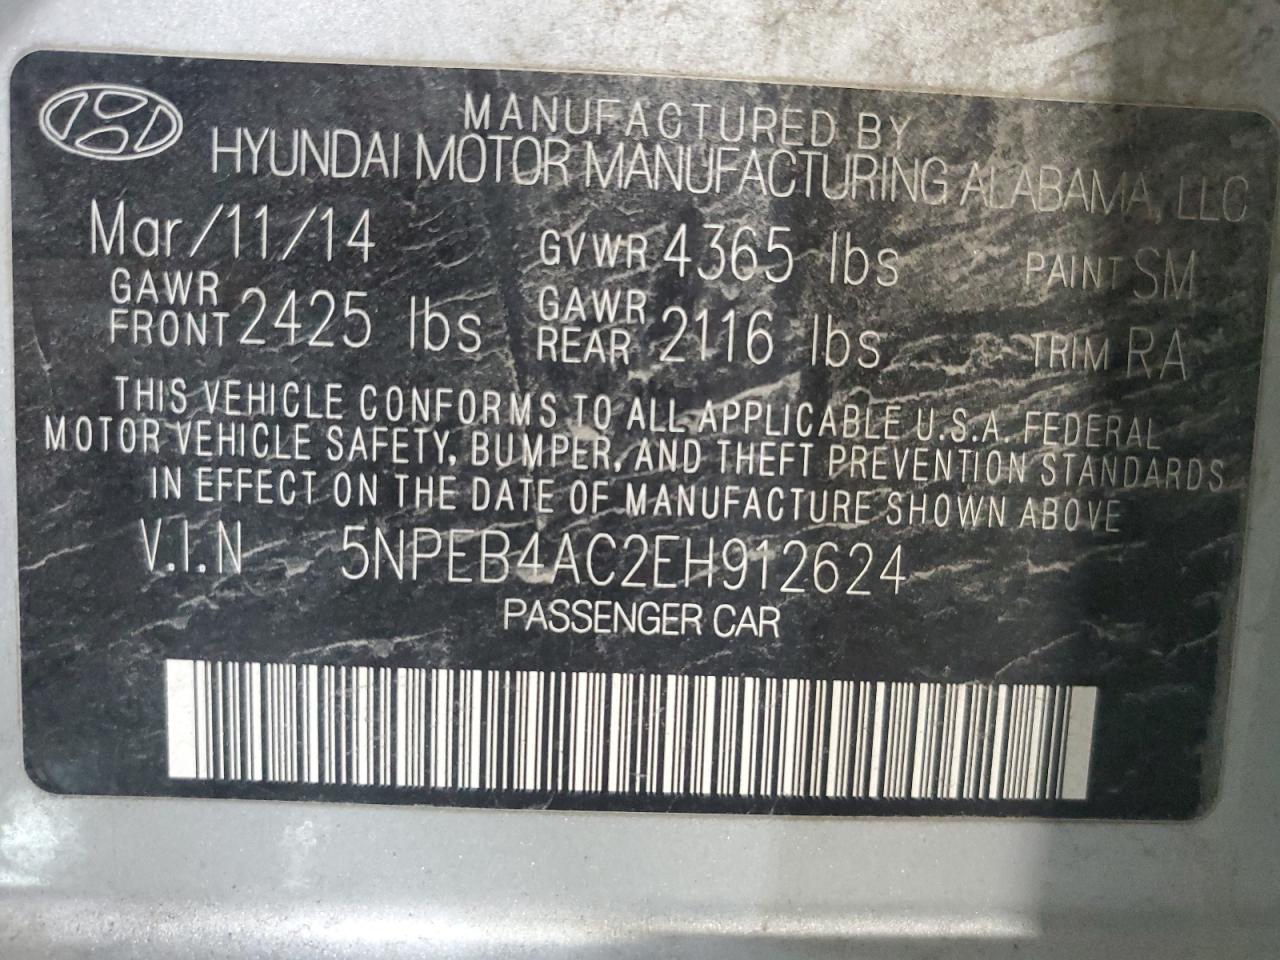 MANUFACTURED BY
HYUNDAI MOTOR MANUFACTURING ALABAMA, LLC
Mar/11/14 GVWR 4365 lbs PAINT SM
GAWR FRONT 2425 lbs GAWR REAR 2116 lbs TRIM RA
THIS VEHICLE CONFORMS TO ALL APPLICABLE U.S.A. FEDERAL
MOTOR VEHICLE SAFETY, BUMPER, AND THEFT PREVENTION STANDARDS
IN EFFECT ON THE DATE OF MANUFACTURE SHOWN ABOVE
V.I.N 5NPEB4AC2EH912624
PASSENGER CAR